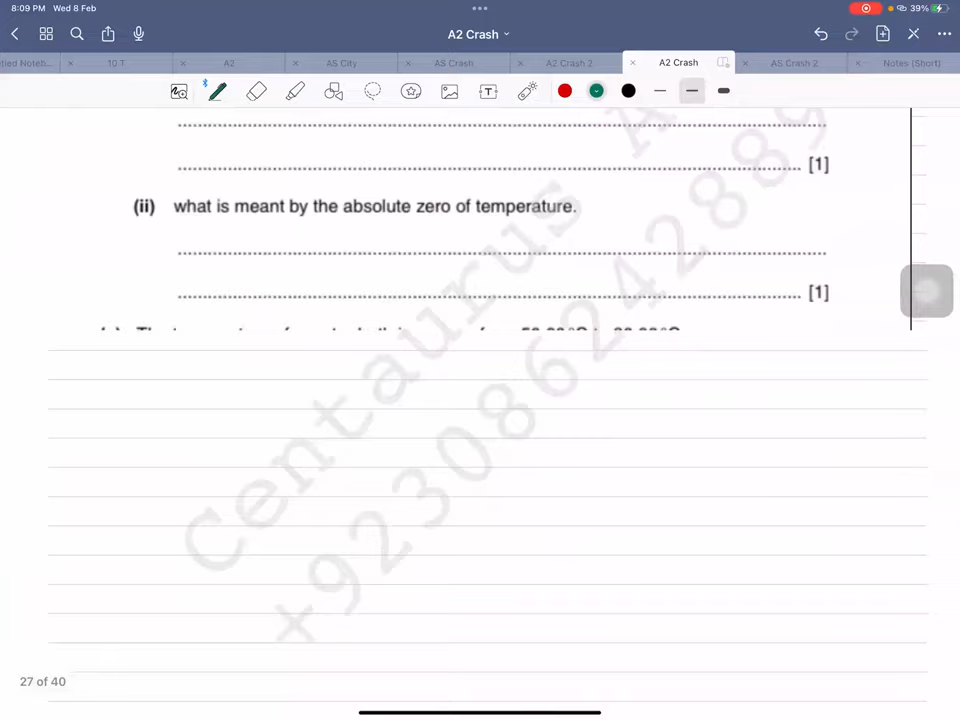 8:09 PM Wed 8 Feb
39%
A2 Crash
tled Noteb...
10 T
A2
AS City
AS Crash
A2 Crash 2
A2 Crash
AS Crash 2
Notes (Short)
[1]
(ii) what is meant by the absolute zero of temperature.
[1]
Centaurus A
+923086242889
27 of 40